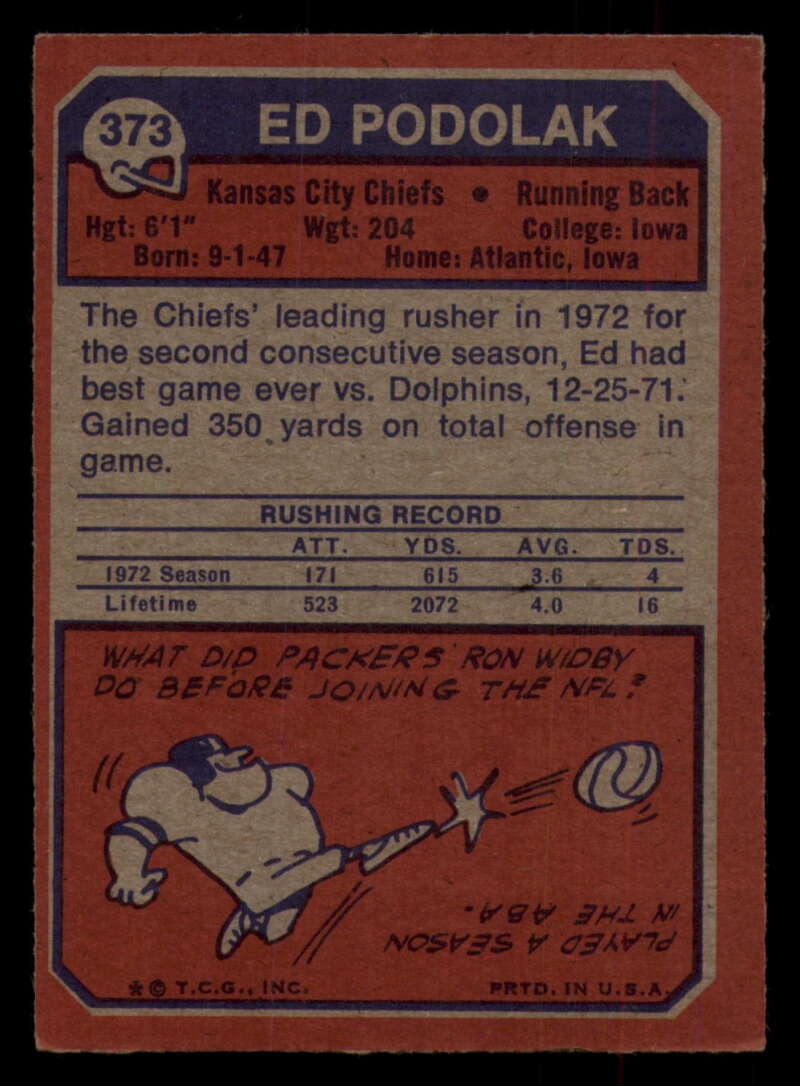 373
ED PODOLAK
Kansas City Chiefs • Running Back
Hgt: 6'1" Wgt: 204 College: Iowa
Born: 9-1-47 Home: Atlantic, Iowa
The Chiefs' leading rusher in 1972 for
the second consecutive season, Ed had
best game ever vs. Dolphins, 12-25-71.
Gained 350 yards on total offense in
game.
RUSHING RECORD
ATT. YDS. AVG. TDS.
1972 Season 171 615 3.6 4
Lifetime 523 2072 4.0 16
WHAT DID PACKERS' RON WIDBY
DO BEFORE JOINING THE NFL?
PLAYED A SEASON
IN THE ABA.
* © T.C.G., INC. PRTD. IN U.S.A.